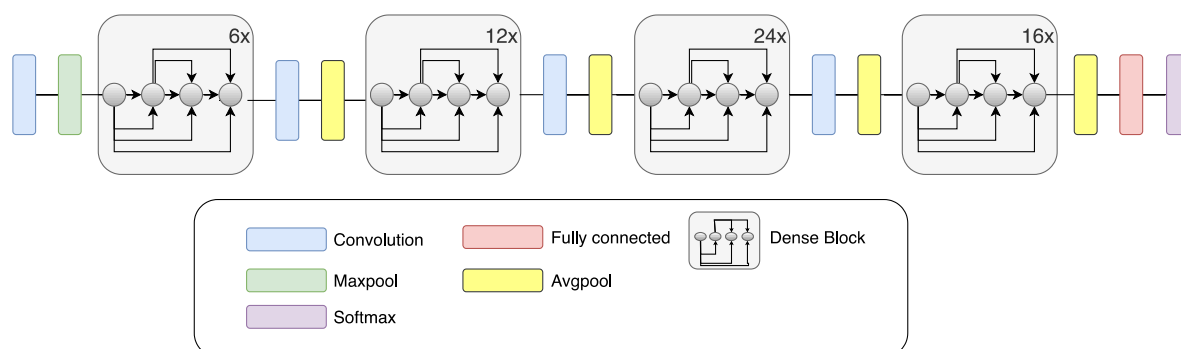 6x 12x 24x 16x
Convolution Fully connected Dense Block
Maxpool Avgpool
Softmax